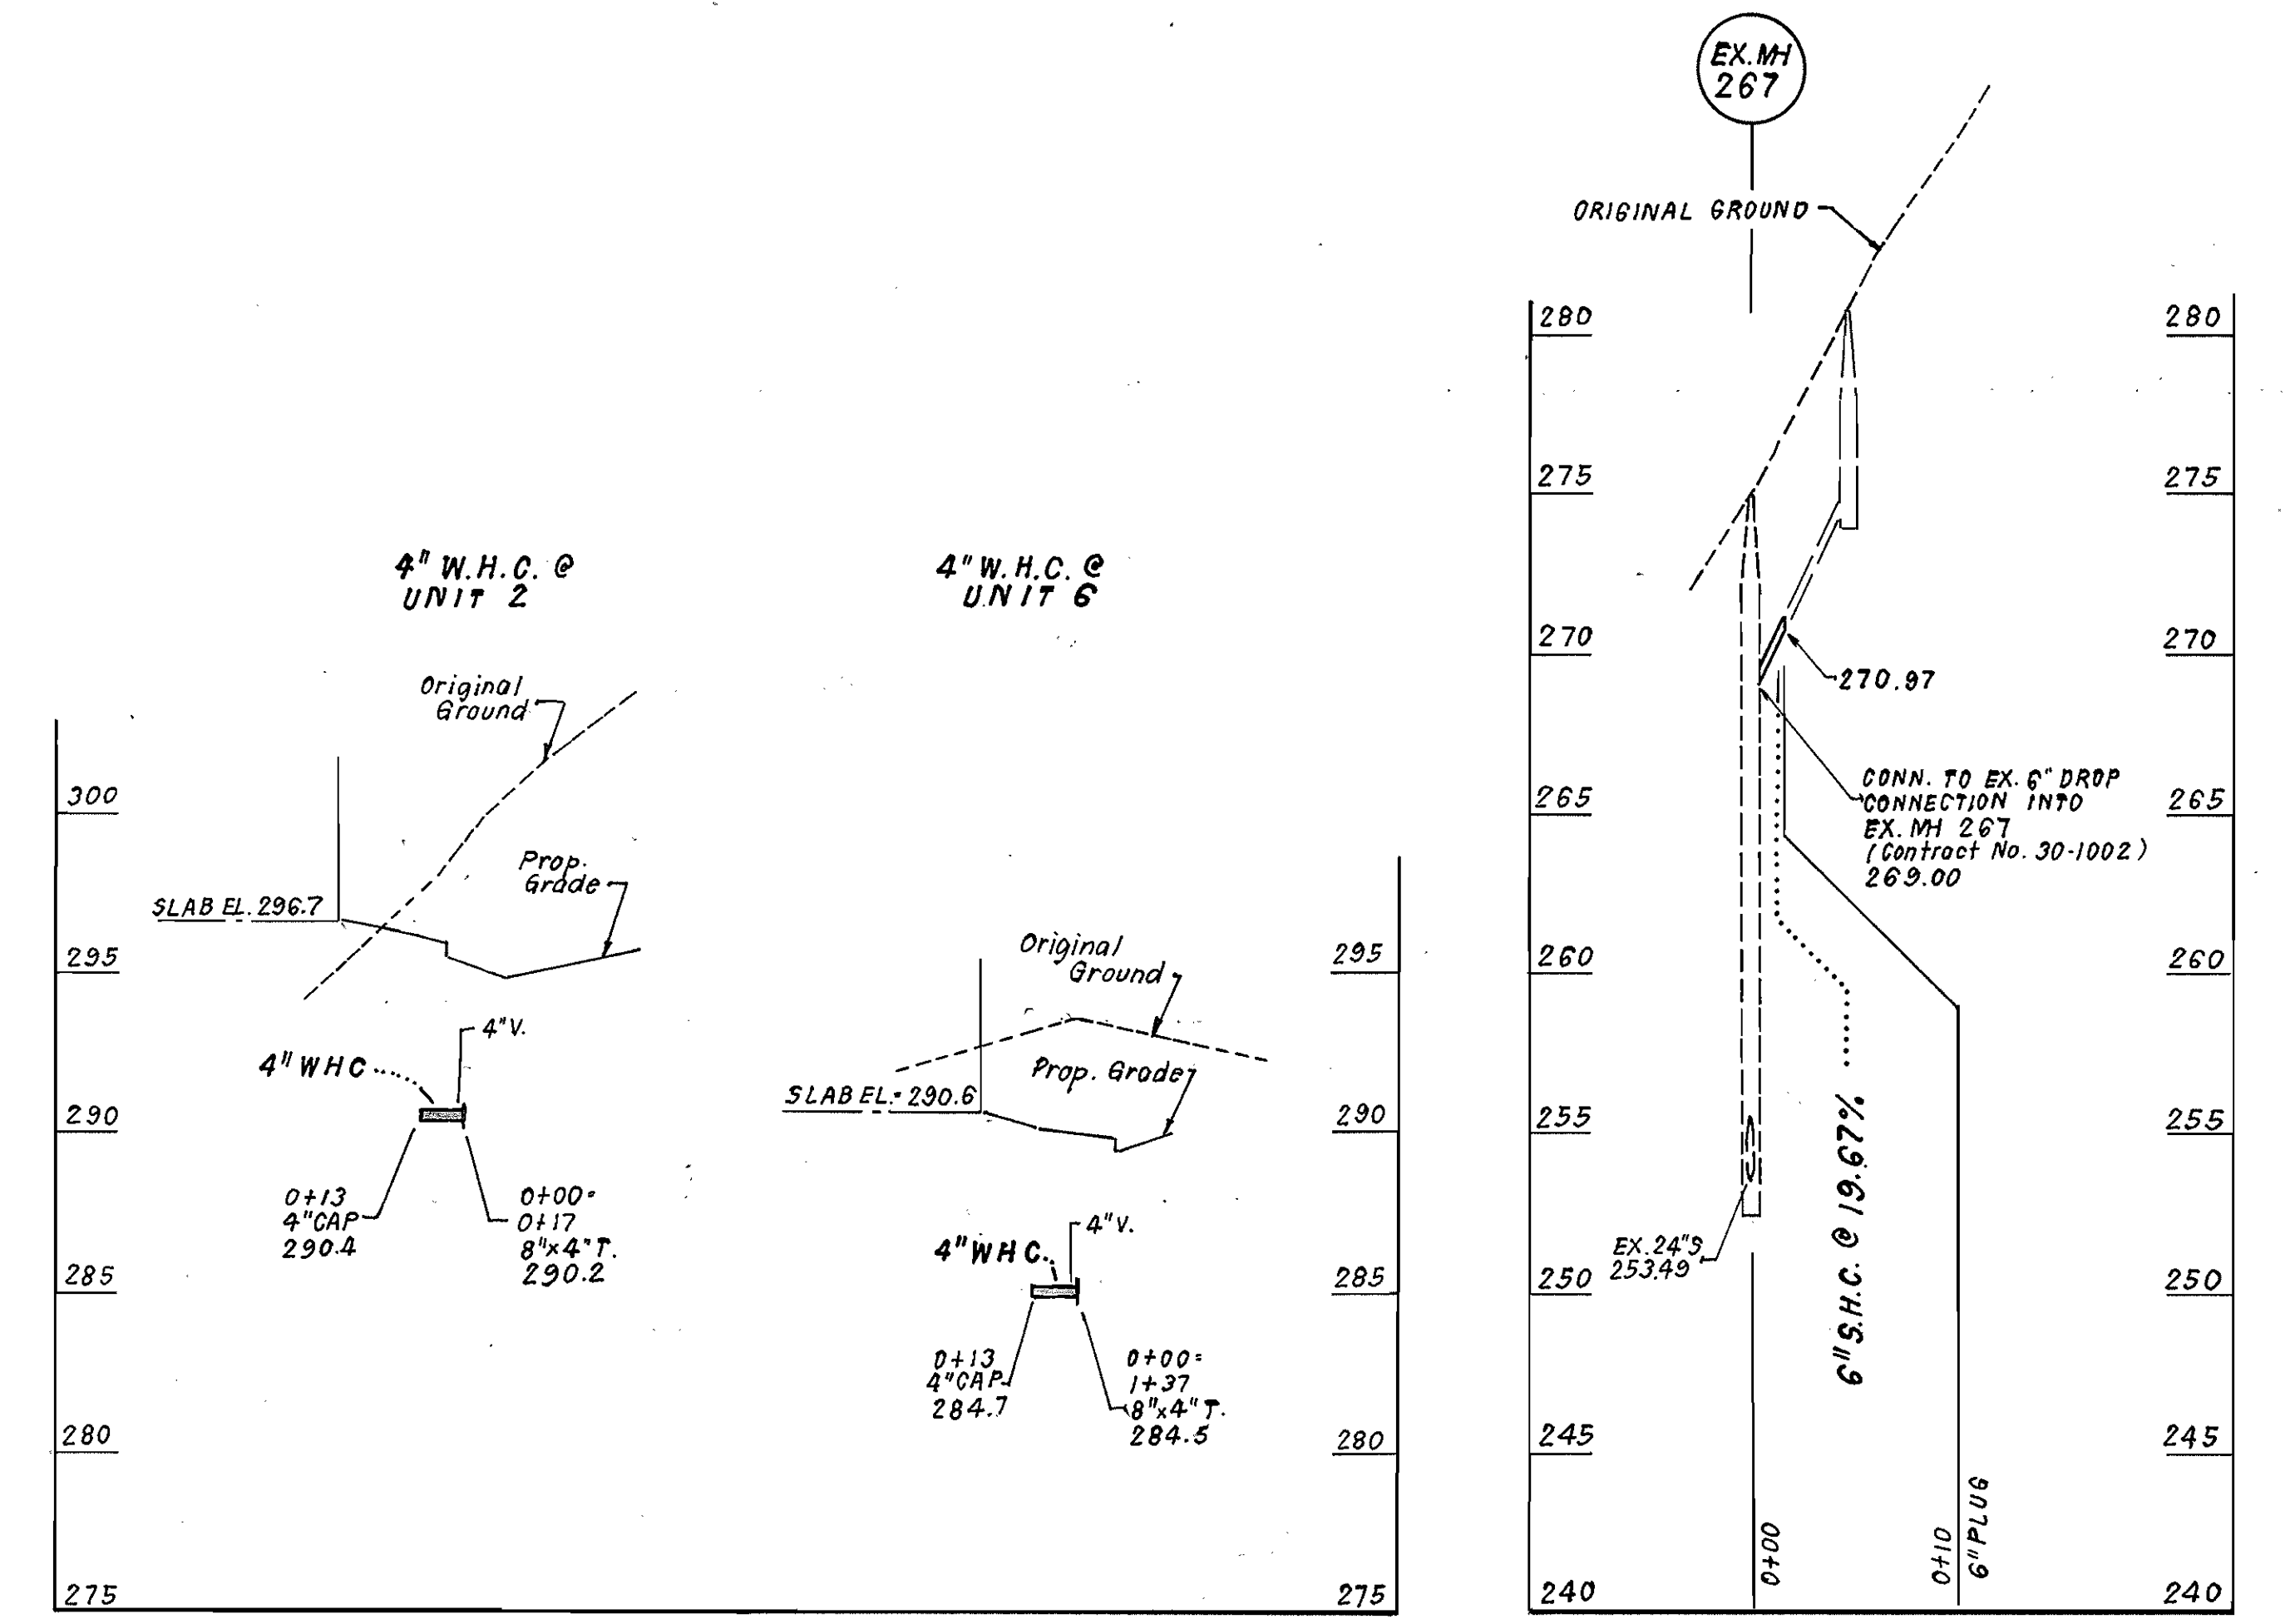 4" W.H.C. @
UNIT 2
Original
Ground
300
Prop.
Grade
SLAB EL. 296.7
295
4" V.
4" WHC
290
0+13
4" CAP
290.4
0+00=
0+17
8"x4" T.
290.2
285
280
275
4" W.H.C. @
UNIT 6
Original
Ground
295
Prop. Grade
SLAB EL.= 290.6
290
4" V.
4" WHC
285
0+13
4" CAP
284.7
0+00=
1+37
8"x4" T.
284.5
280
275
EX. MH
267
ORIGINAL GROUND
280
280
275
275
270
270
270.97
CONN. TO EX. 6" DROP
CONNECTION INTO
EX. MH 267
(Contract No. 30-1002)
269.00
265
265
260
260
255
255
EX. 24" S
253.49
6" S.H.C. @ 19.67%
250
250
245
245
0+00
0+10
6" PLUG
240
240